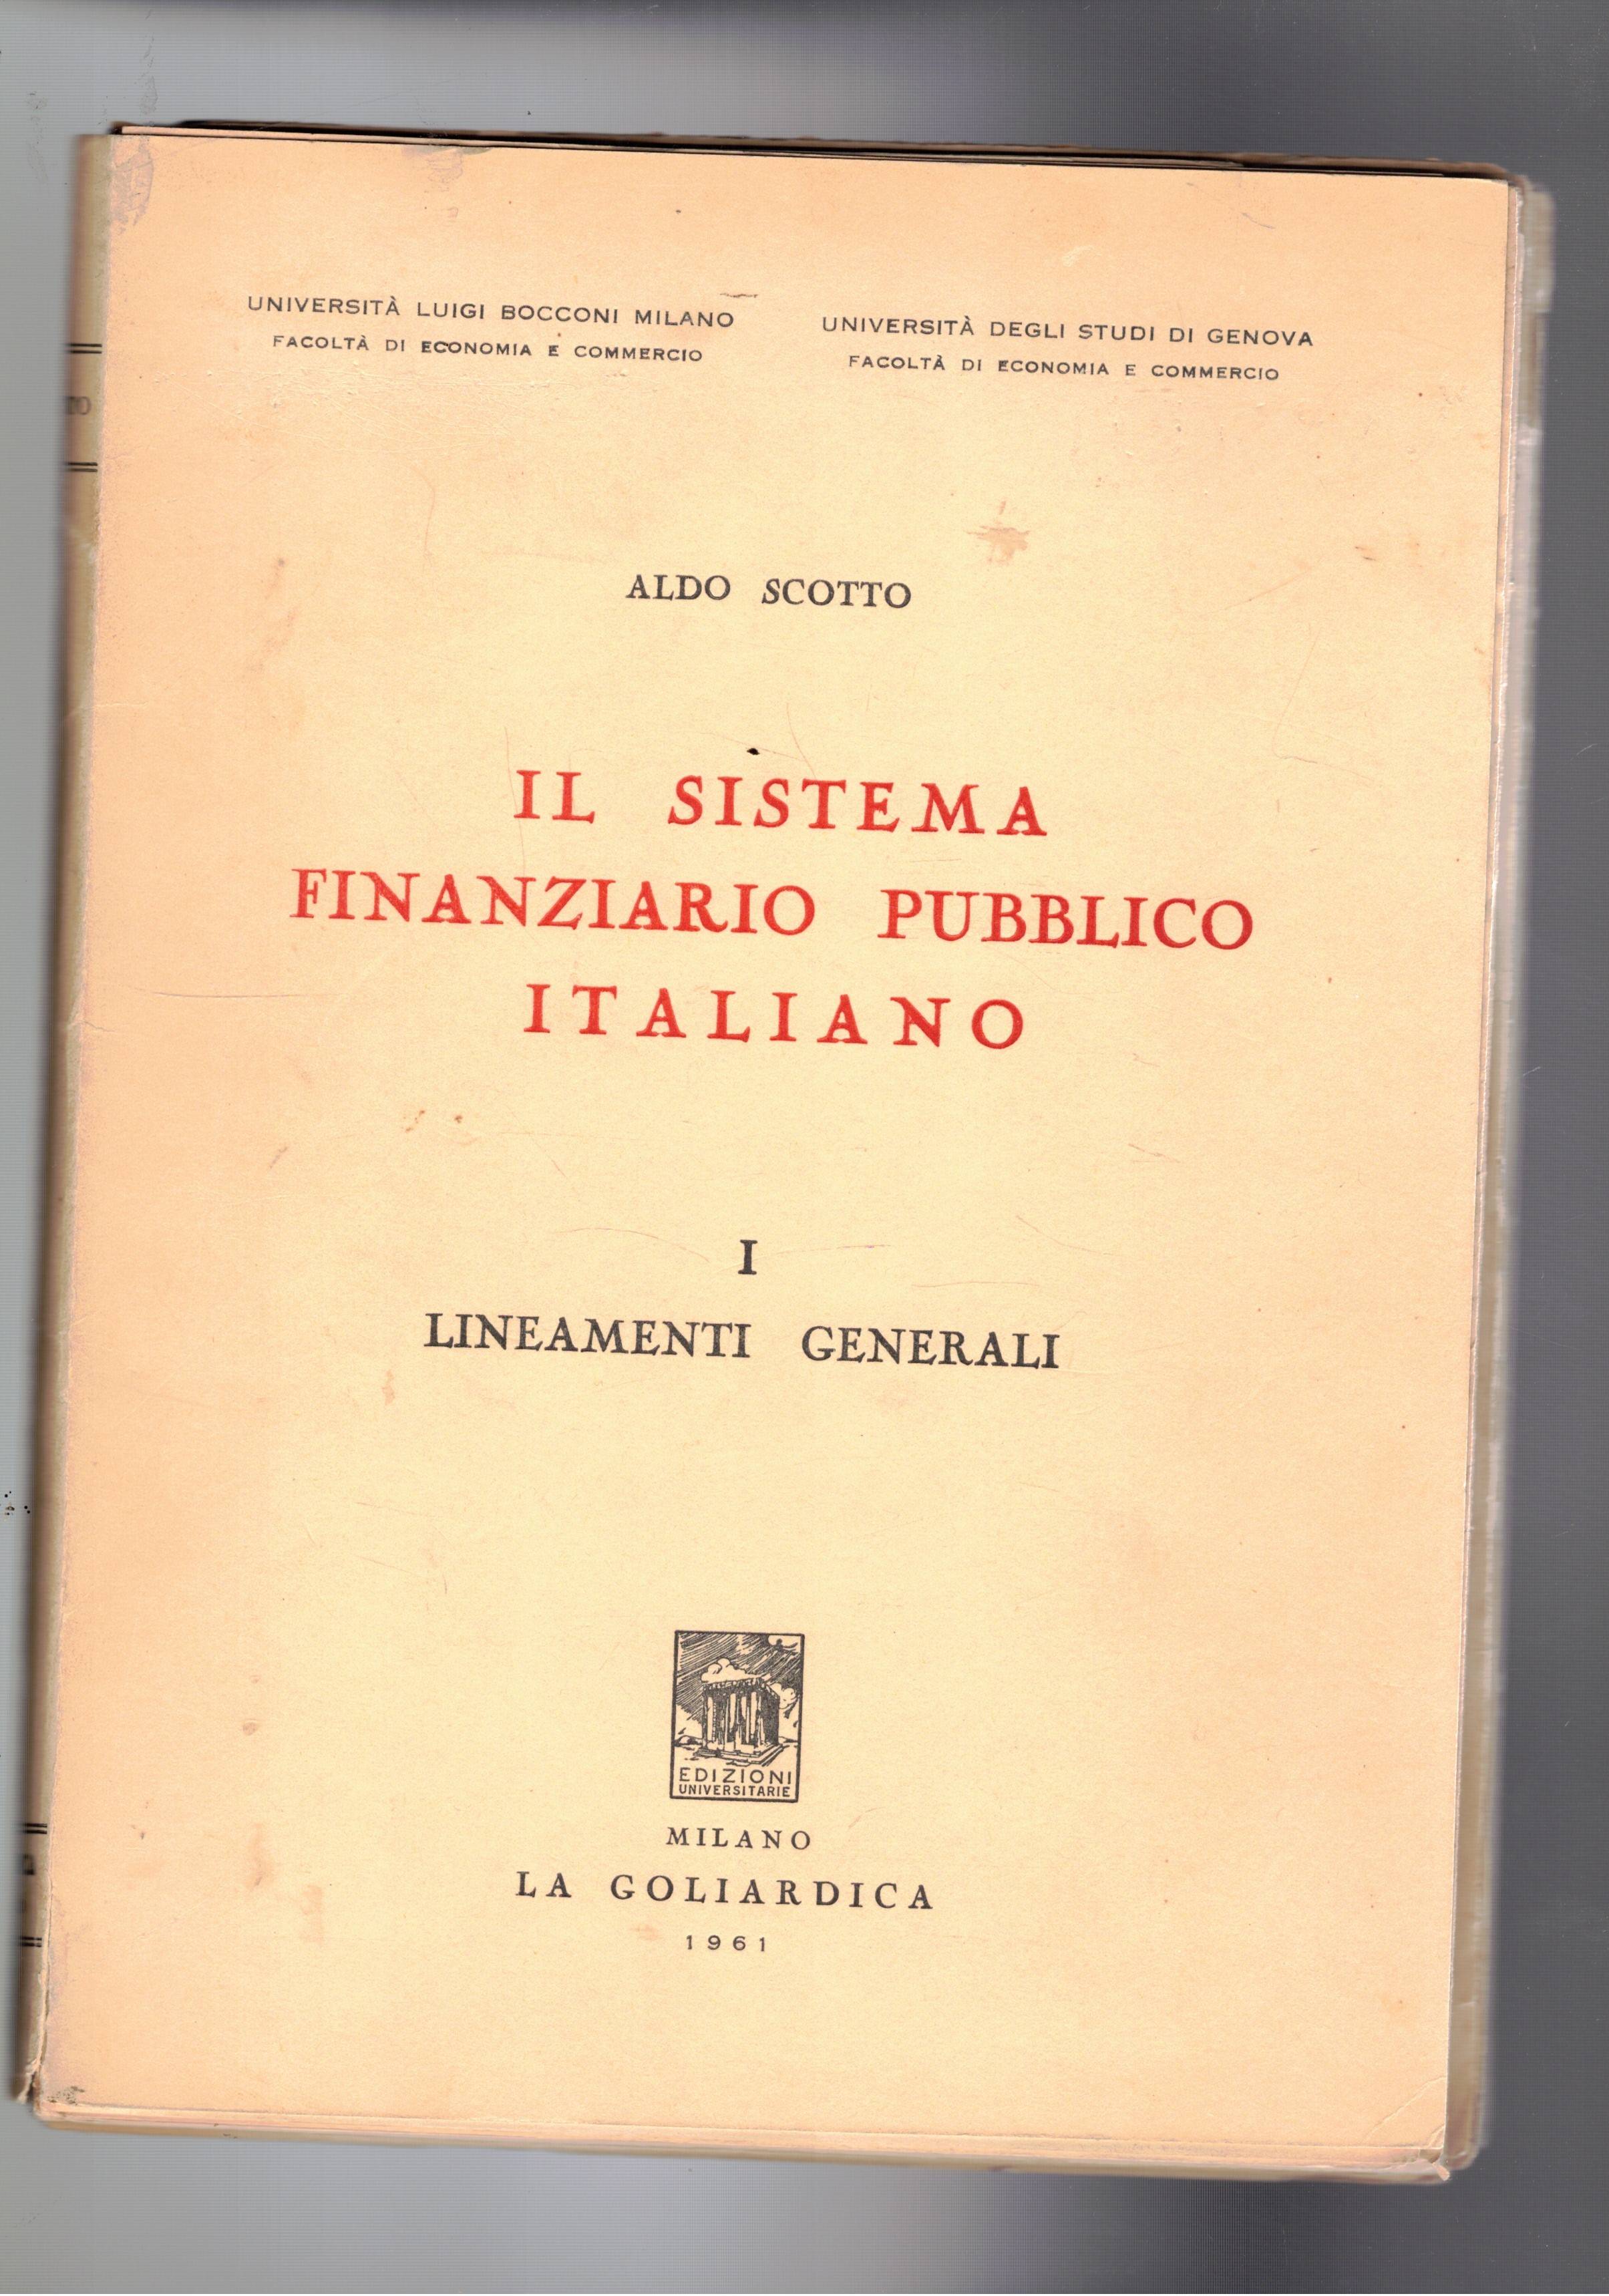 UNIVERSITÀ LUIGI BOCCONI MILANO
FACOLTÀ DI ECONOMIA E COMMERCIO
UNIVERSITÀ DEGLI STUDI DI GENOVA
FACOLTÀ DI ECONOMIA E COMMERCIO
ALDO SCOTTO
IL SISTEMA
FINANZIARIO PUBBLICO
ITALIANO
I
LINEAMENTI GENERALI
EDIZIONI
UNIVERSITARIE
MILANO
LA GOLIARDICA
1961